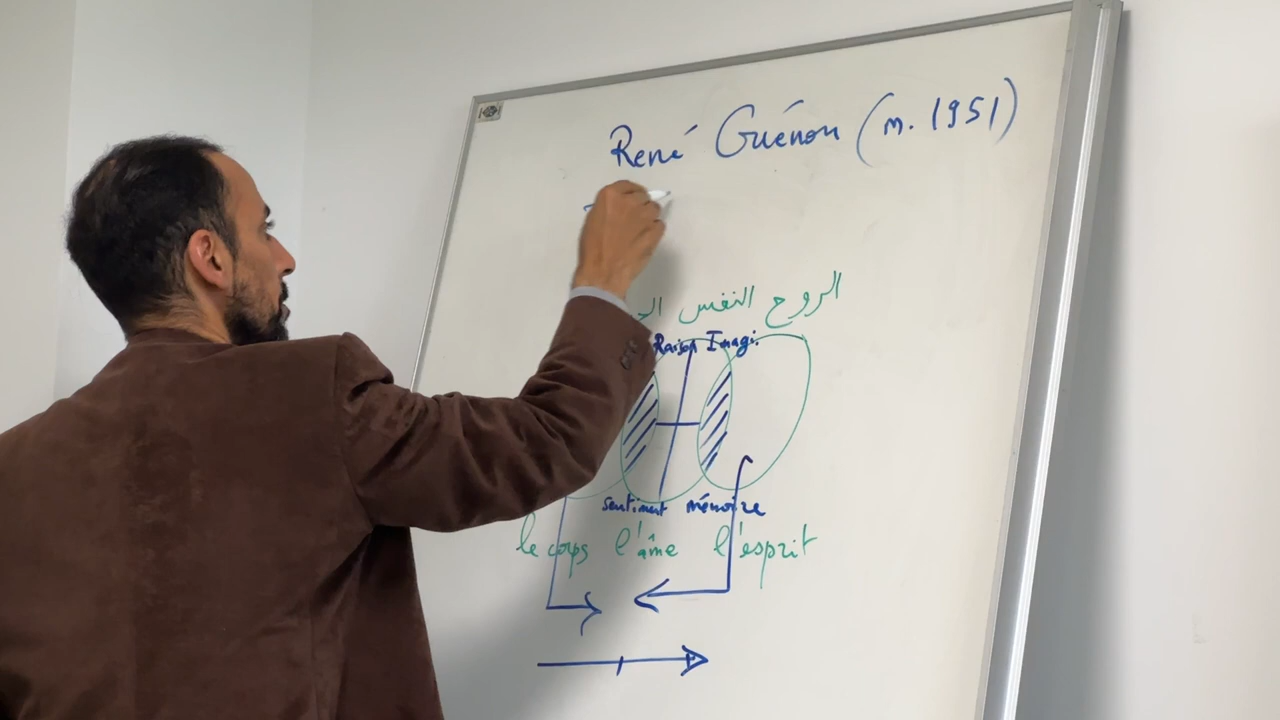 René Guénon (m. 1951)
الروح النفس
Raison Imagi.
sentiment mémoire
le corps l'âme l'esprit